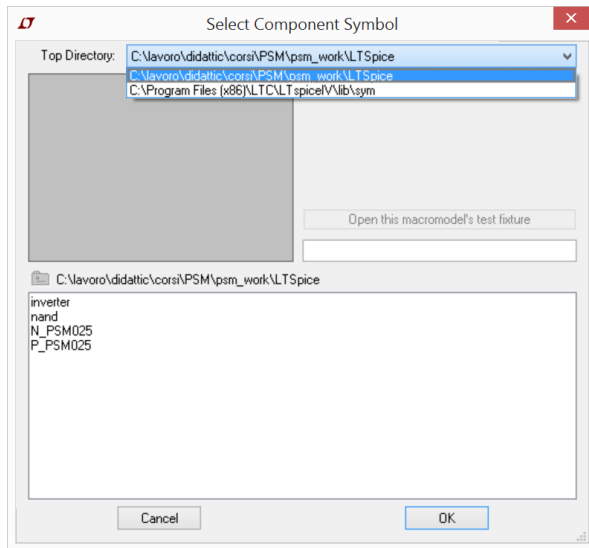 Select Component Symbol
Top Directory: C:\lavoro\didattic\corsi\PSM\psm_work\LTSpice
C:\lavoro\didattic\corsi\PSM\psm_work\LTSpice
C:\Program Files (x86)\LTC\LTspiceIV\lib\sym
Open this macromodel's test fixture
C:\lavoro\didattic\corsi\PSM\psm_work\LTSpice
inverter
nand
N_PSM025
P_PSM025
Cancel OK